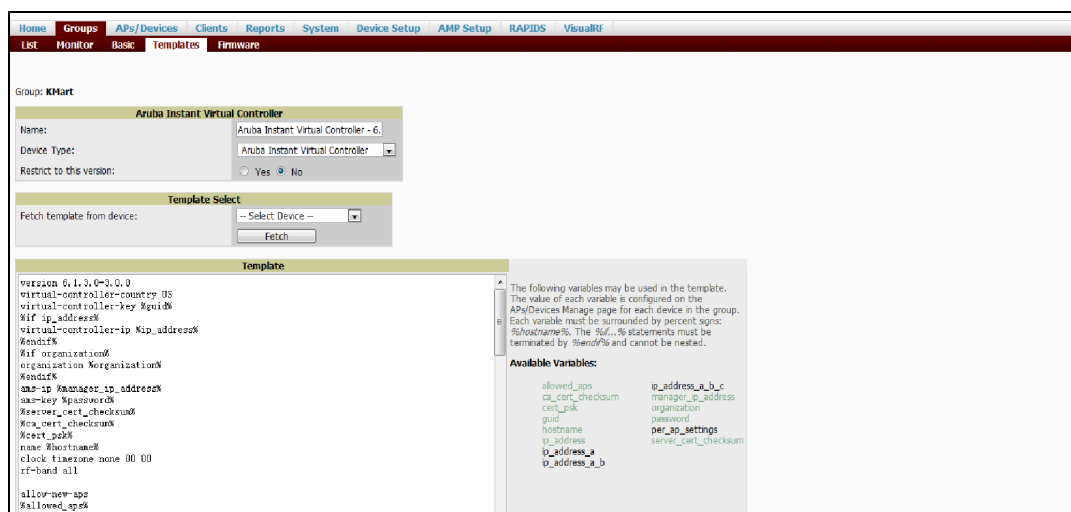 Home Groups APs/Devices Clients Reports System Device Setup AMP Setup RAPIDS VisualRF
List Monitor Basic Templates Firmware
Group: KMart
Aruba Instant Virtual Controller
Name: Aruba Instant Virtual Controller - 6.
Device Type: Aruba Instant Virtual Controller
Restrict to this version: Yes No
Template Select
Fetch template from device: -- Select Device --
Fetch
Template
version 6.1.3.0-3.0.0
virtual-controller-country US
virtual-controller-key %guid%
%if ip_address%
virtual-controller-ip %ip_address%
%endif%
%if organization%
organization %organization%
%endif%
ams-ip %manager_ip_address%
ams-key %password%
%server_cert_checksum%
%ca_cert_checksum%
%cert_psk%
name %hostname%
clock timezone none 00 00
rf-band all
allow-new-aps
%allowed_aps%
The following variables may be used in the template.
The value of each variable is configured on the
APs/Devices Manage page for each device in the group.
Each variable must be surrounded by percent signs:
%hostname%. The %if...% statements must be
terminated by %endif% and cannot be nested.
Available Variables:
allowed_aps ip_address_a_b_c
ca_cert_checksum manager_ip_address
cert_psk organization
guid password
hostname per_ap_settings
ip_address server_cert_checksum
ip_address_a
ip_address_a_b